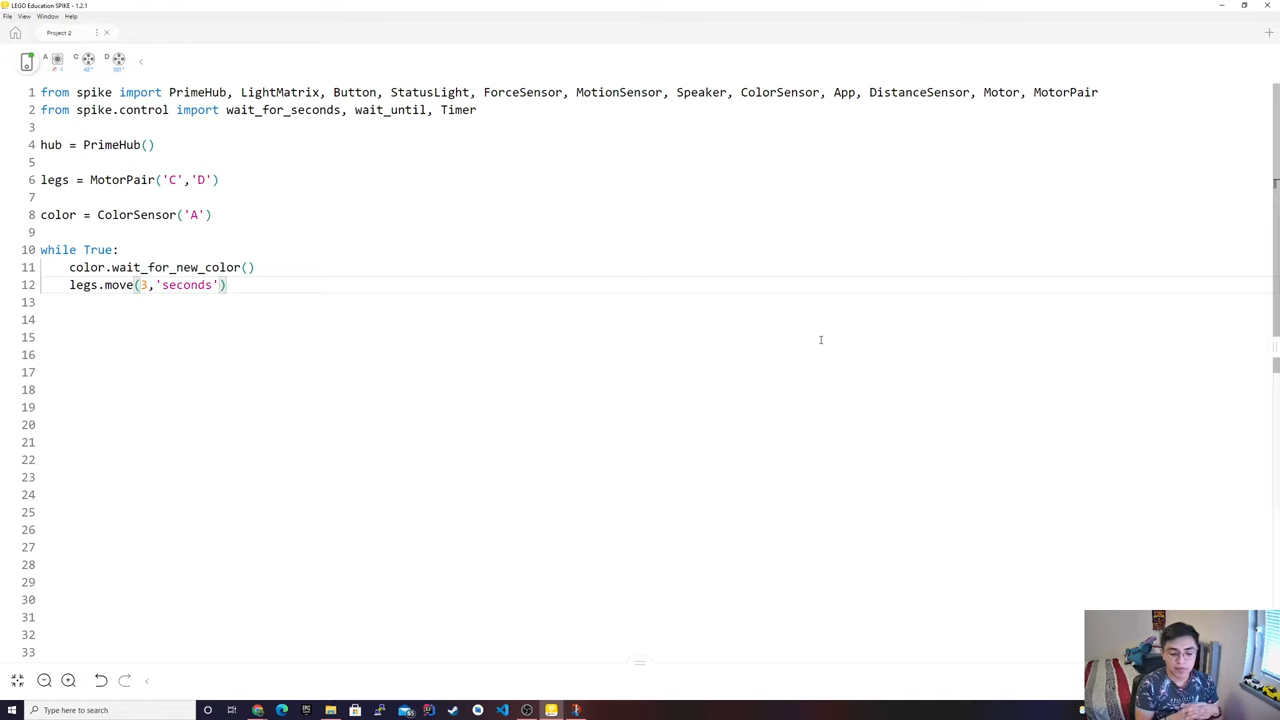 LEGO Education SPIKE - 1.2.1
File View Window Help
Project 2
A C D
42° 321°
1 from spike import PrimeHub, LightMatrix, Button, StatusLight, ForceSensor, MotionSensor, Speaker, ColorSensor, App, DistanceSensor, Motor, MotorPair
2 from spike.control import wait_for_seconds, wait_until, Timer
3
4 hub = PrimeHub()
5
6 legs = MotorPair('C','D')
7
8 color = ColorSensor('A')
9
10 while True:
11 color.wait_for_new_color()
12 legs.move(3,'seconds')
13
14
15
16
17
18
19
20
21
22
23
24
25
26
27
28
29
30
31
32
33
Type here to search